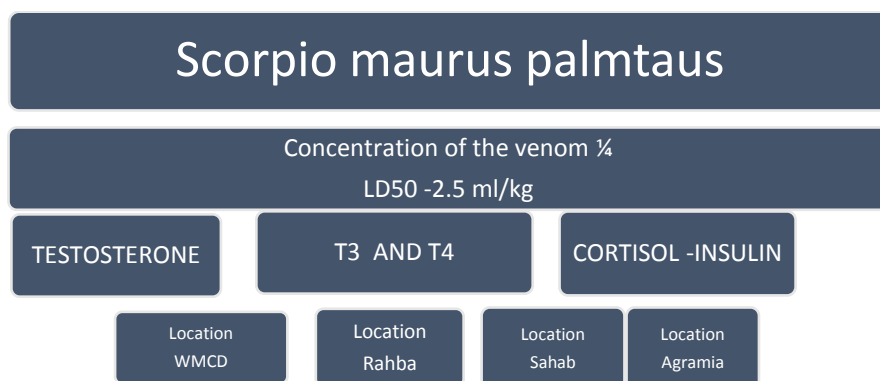 Scorpio maurus palmtaus
Concentration of the venom ¼
LD50 -2.5 ml/kg
TESTOSTERONE
T3 AND T4
CORTISOL -INSULIN
Location
WMCD
Location
Rahba
Location
Sahab
Location
Agramia